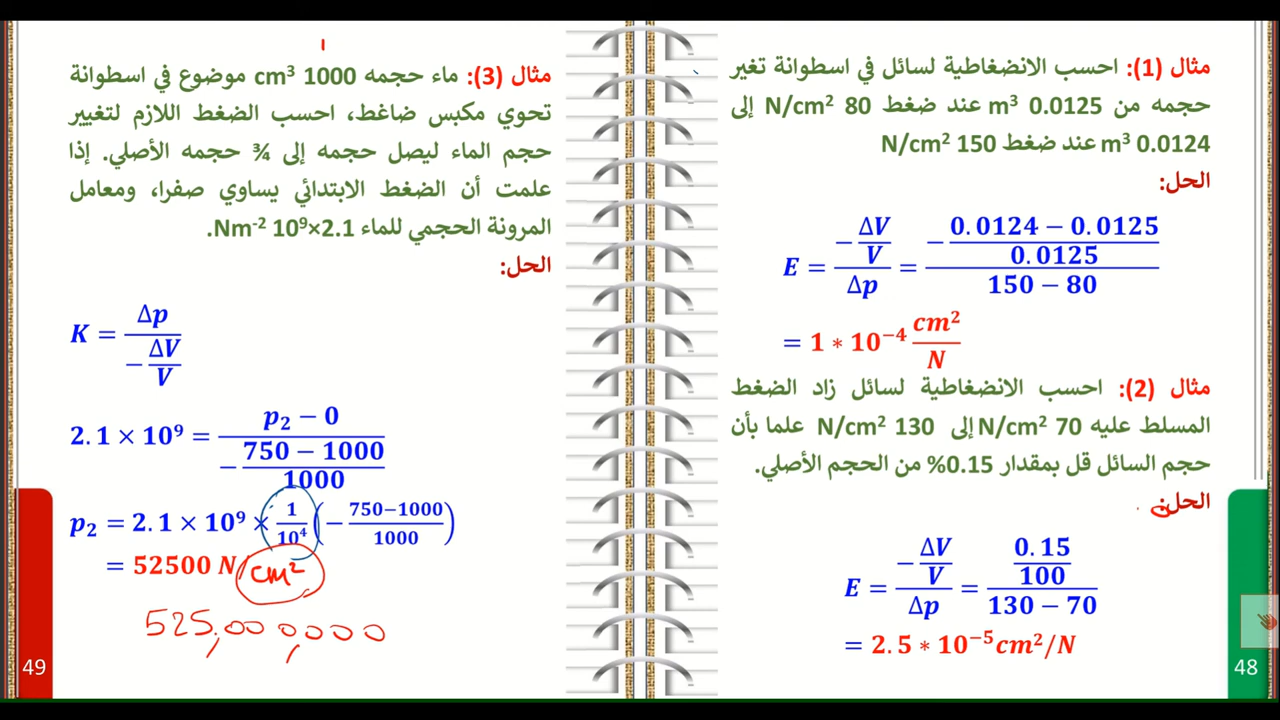 مثال (1): احسب الانضغاطية لسائل في اسطوانة تغير
حجمه من 0.0125 m³ عند ضغط 80 N/cm² إلى
0.0124 m³ عند ضغط 150 N/cm²
الحل:
E = (-ΔV/V)/Δp = (-(0.0124 - 0.0125)/0.0125)/(150 - 80)
= 1 * 10⁻⁴ cm²/N
مثال (2): احسب الانضغاطية لسائل زاد الضغط
المسلط عليه 70 N/cm² إلى 130 N/cm² علما بأن
حجم السائل قل بمقدار 0.15% من الحجم الأصلي.
الحل:
E = (-ΔV/V)/Δp = (0.15/100)/(130 - 70)
= 2.5 * 10⁻⁵ cm²/N
48
مثال (3): ماء حجمه 1000 cm³ موضوع في اسطوانة
تحوي مكبس ضاغط، احسب الضغط اللازم لتغيير
حجم الماء ليصل حجمه إلى ¾ حجمه الأصلي. إذا
علمت أن الضغط الابتدائي يساوي صفرا، ومعامل
المرونة الحجمي للماء 2.1×10⁹ Nm⁻².
الحل:
K = Δp/(-ΔV/V)
2.1 × 10⁹ = (p₂ - 0)/(-(750 - 1000)/1000)
p₂ = 2.1 × 10⁹ × 1/10⁴ (-(750-1000)/1000)
= 52500 N/cm²
525,000,000
49